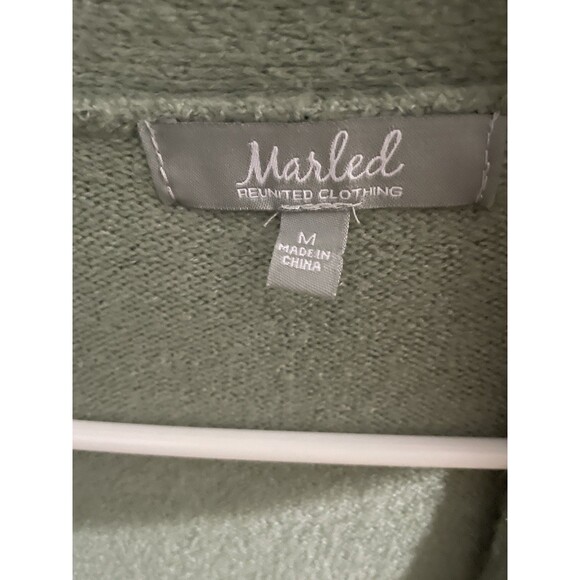 Marled
REUNITED CLOTHING
M
MADE IN
CHINA